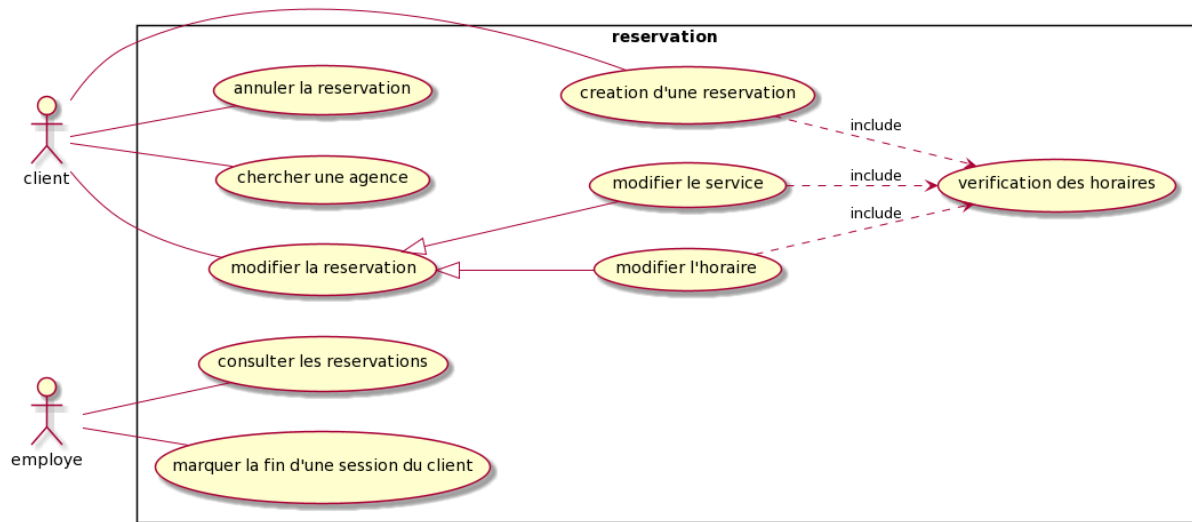 reservation
annuler la reservation
creation d'une reservation
include
chercher une agence
modifier le service
include
verification des horaires
client
include
modifier la reservation
modifier l'horaire
consulter les reservations
employe
marquer la fin d'une session du client